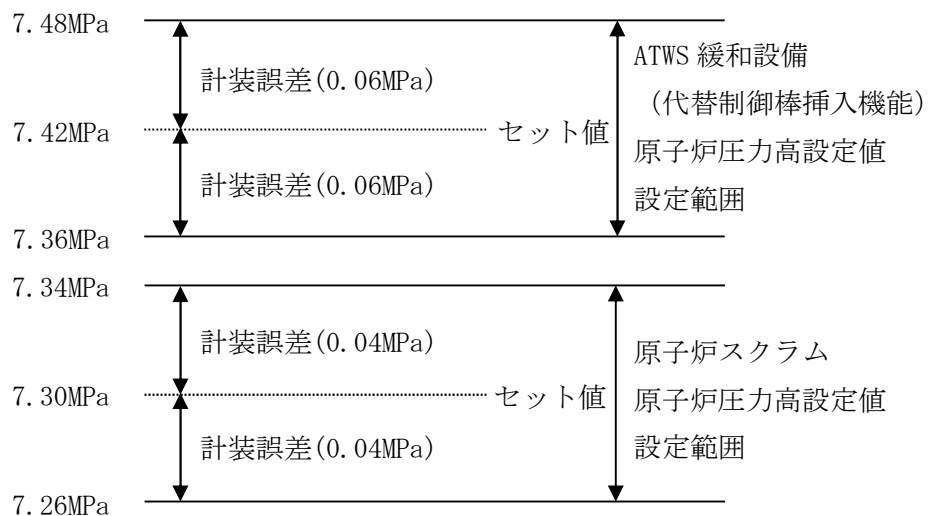 7.48MPa
計装誤差(0.06MPa)
7.42MPa
セット値
計装誤差(0.06MPa)
7.36MPa
ATWS 緩和設備
（代替制御棒挿入機能）
原子炉圧力高設定値
設定範囲
7.34MPa
計装誤差(0.04MPa)
7.30MPa
セット値
計装誤差(0.04MPa)
7.26MPa
原子炉スクラム
原子炉圧力高設定値
設定範囲